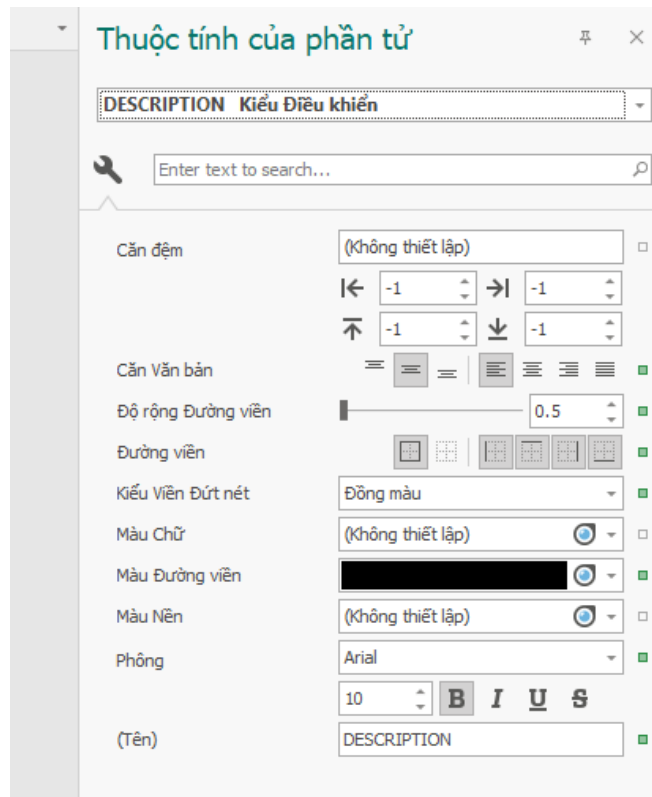 Thuộc tính của phần tử
DESCRIPTION Kiểu Điều khiển
Enter text to search...
Căn đệm (Không thiết lập)
-1 -1
-1 -1
Căn Văn bản
Độ rộng Đường viền 0.5
Đường viền
Kiểu Viền Đứt nét Đồng màu
Màu Chữ (Không thiết lập)
Màu Đường viền
Màu Nền (Không thiết lập)
Phông Arial
10 B I U S
(Tên) DESCRIPTION